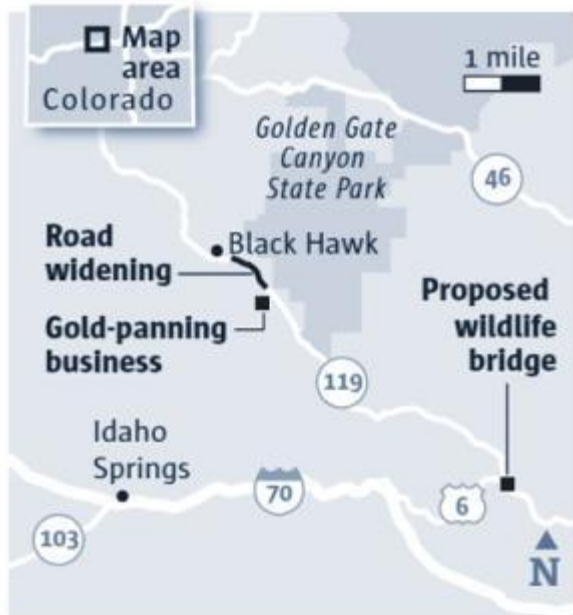 Map
area
Colorado
1 mile
Golden Gate
Canyon
State Park
46
Road
widening
Black Hawk
Gold-panning
business
Proposed
wildlife
bridge
119
Idaho
Springs
70
6
103
N